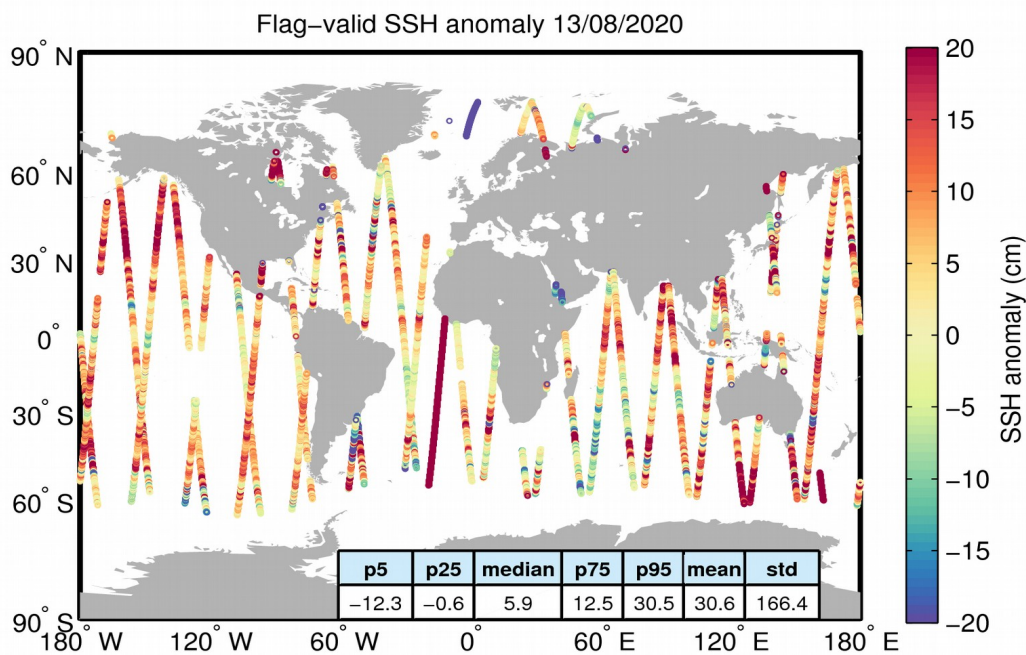 Flag−valid SSH anomaly 13/08/2020
90° N
60° N
30° N
0°
30° S
60° S
90° S
180° W 120° W 60° W 0° 60° E 120° E 180° E
p5 p25 median p75 p95 mean std
−12.3 −0.6 5.9 12.5 30.5 30.6 166.4
20
15
10
5
0
−5
−10
−15
−20
SSH anomaly (cm)